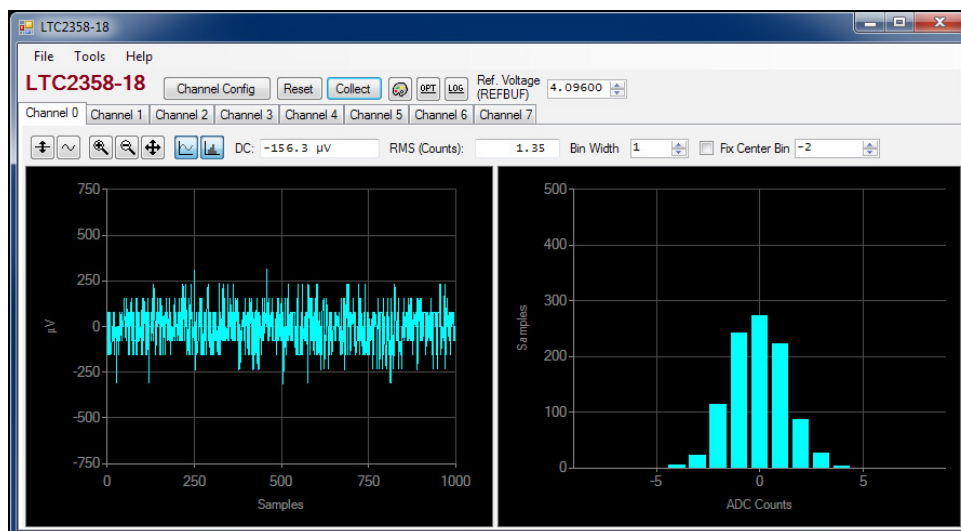 LTC2358-18
File Tools Help
LTC2358-18 Channel Config Reset Collect OPT LOG Ref. Voltage (REFBUF) 4.09600
Channel 0 Channel 1 Channel 2 Channel 3 Channel 4 Channel 5 Channel 6 Channel 7
DC: -156.3 µV RMS (Counts): 1.35 Bin Width 1 Fix Center Bin -2
750
500
250
0
-250
-500
-750
µV
0 250 500 750 1000
Samples
500
400
300
200
100
0
Samples
-5 0 5
ADC Counts